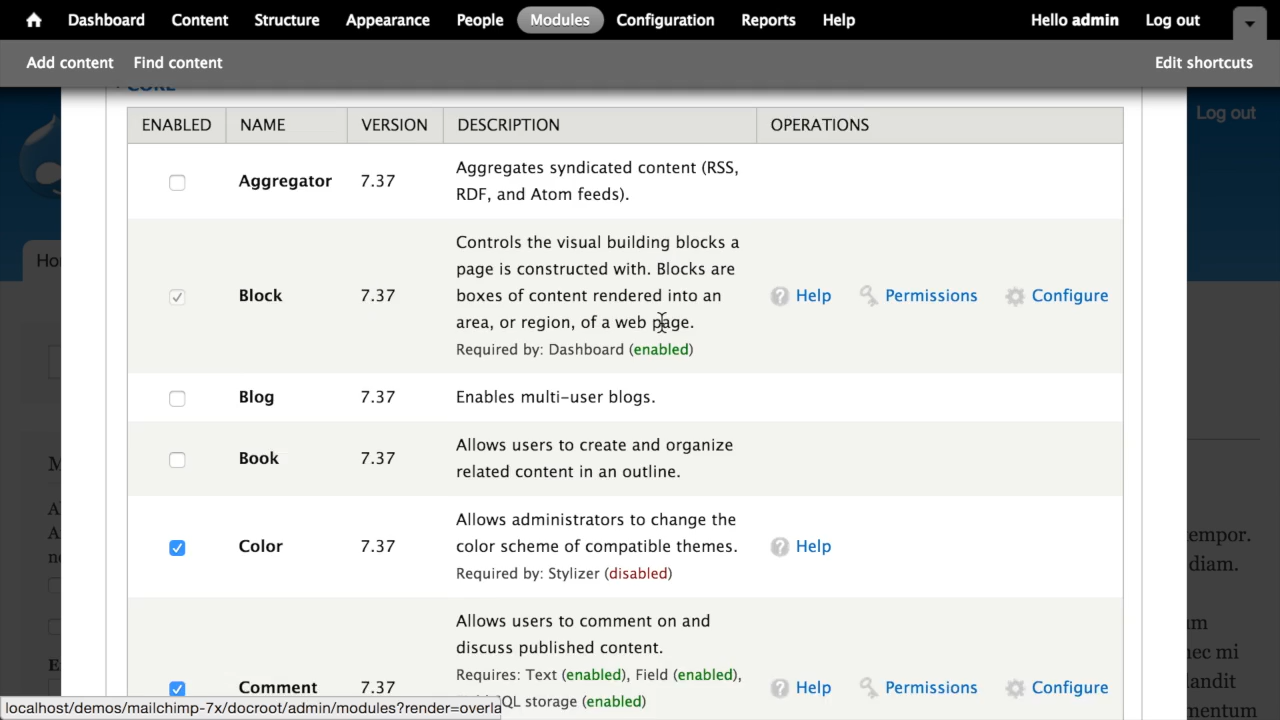 Dashboard Content Structure Appearance People Modules Configuration Reports Help Hello admin Log out
Add content Find content Edit shortcuts
CORE
Log out
ENABLED NAME VERSION DESCRIPTION OPERATIONS
Aggregator 7.37 Aggregates syndicated content (RSS,
RDF, and Atom feeds).
Controls the visual building blocks a
page is constructed with. Blocks are
Block 7.37 boxes of content rendered into an Help Permissions Configure
area, or region, of a web page.
Required by: Dashboard (enabled)
Blog 7.37 Enables multi-user blogs.
Book 7.37 Allows users to create and organize
related content in an outline.
Allows administrators to change the
Color 7.37 color scheme of compatible themes. Help
Required by: Stylizer (disabled)
Allows users to comment on and
discuss published content.
Requires: Text (enabled), Field (enabled),
Comment 7.37 Help Permissions Configure
QL storage (enabled)
localhost/demos/mailchimp-7x/docroot/admin/modules?render=overla
Ho
empor.
diam.
nec mi
landit
mentum